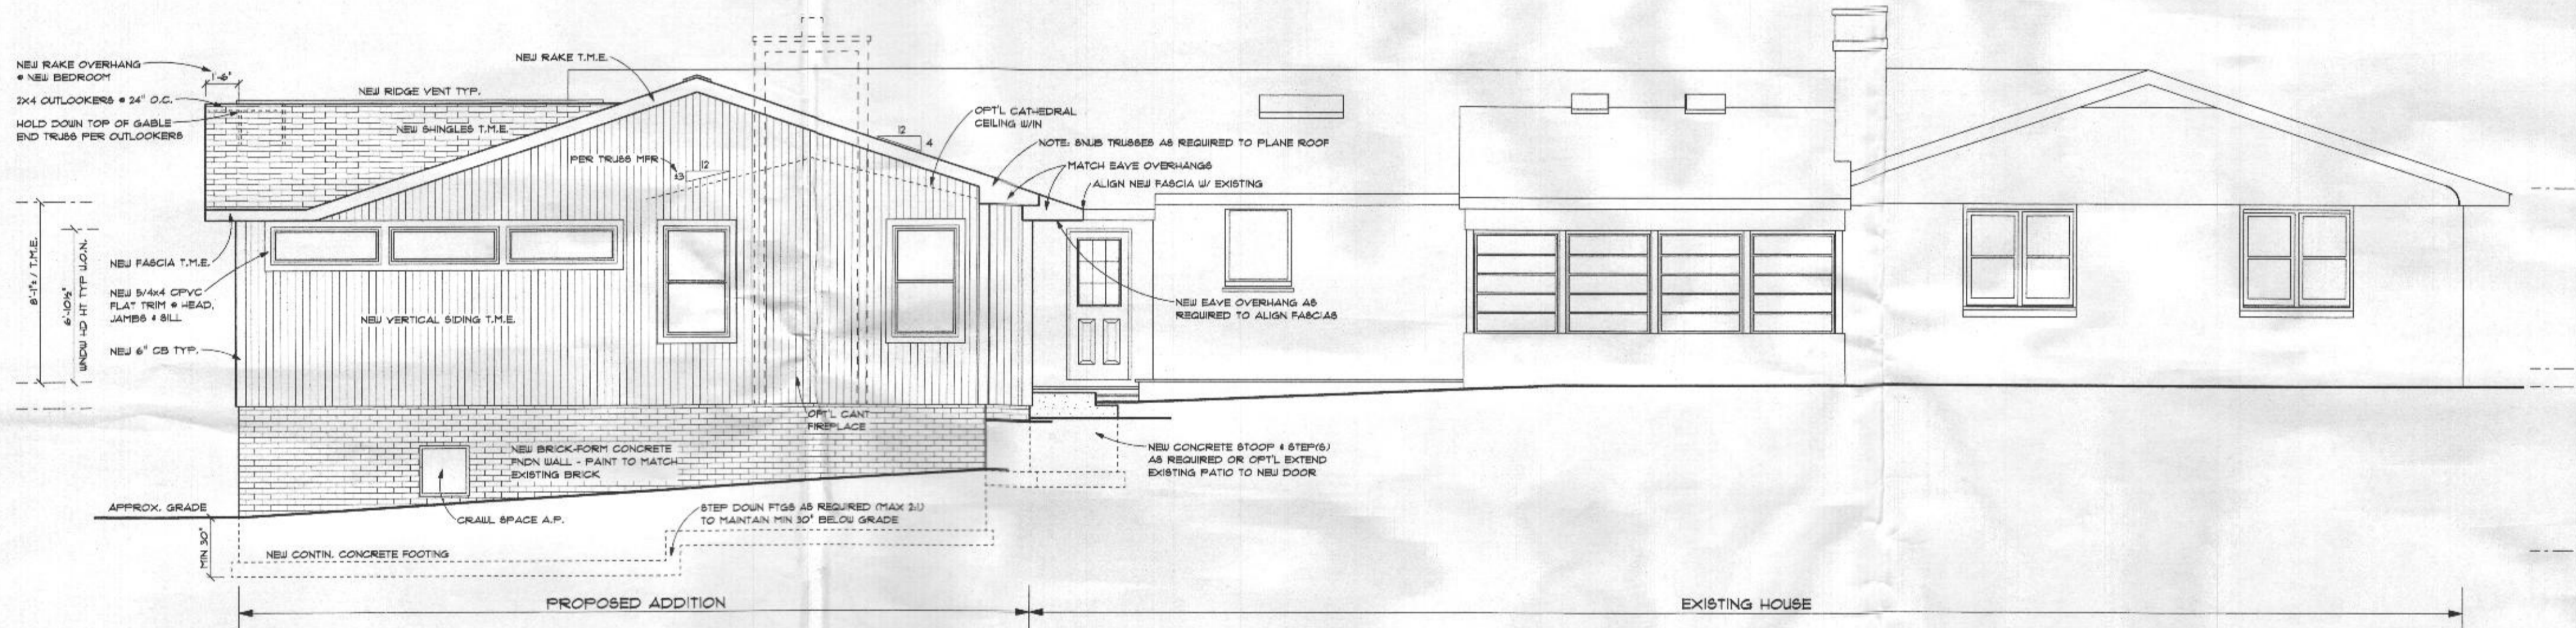 NEW RAKE OVERHANG
@ NEW BEDROOM
1'-6"
2X4 OUTLOOKERS @ 24" O.C.
HOLD DOWN TOP OF GABLE
END TRUSS PER OUTLOOKERS
NEW RIDGE VENT TYP.
NEW SHINGLES T.M.E.
NEW RAKE T.M.E.
PER TRUSS MFR
12
±3
12
4
OPT'L CATHEDRAL
CEILING W/IN
NOTE: SNUB TRUSSES AS REQUIRED TO PLANE ROOF
MATCH EAVE OVERHANGS
ALIGN NEW FASCIA W/ EXISTING
8'-1"± / T.M.E.
6'-10½"
WNDW HD HT TYP U.O.N.
NEW FASCIA T.M.E.
NEW 5/4x4 CPVC
FLAT TRIM @ HEAD,
JAMBS & SILL
NEW VERTICAL SIDING T.M.E.
NEW 6" CB TYP.
NEW EAVE OVERHANG AS
REQUIRED TO ALIGN FASCIAS
OPT'L CANT
FIREPLACE
NEW BRICK-FORM CONCRETE
FNDN WALL - PAINT TO MATCH
EXISTING BRICK
NEW CONCRETE STOOP & STEP(S)
AS REQUIRED OR OPT'L EXTEND
EXISTING PATIO TO NEW DOOR
APPROX. GRADE
CRAWL SPACE A.P.
STEP DOWN FTGS AS REQUIRED (MAX 2:1)
TO MAINTAIN MIN 30" BELOW GRADE
MIN 30"
NEW CONTIN. CONCRETE FOOTING
PROPOSED ADDITION
EXISTING HOUSE